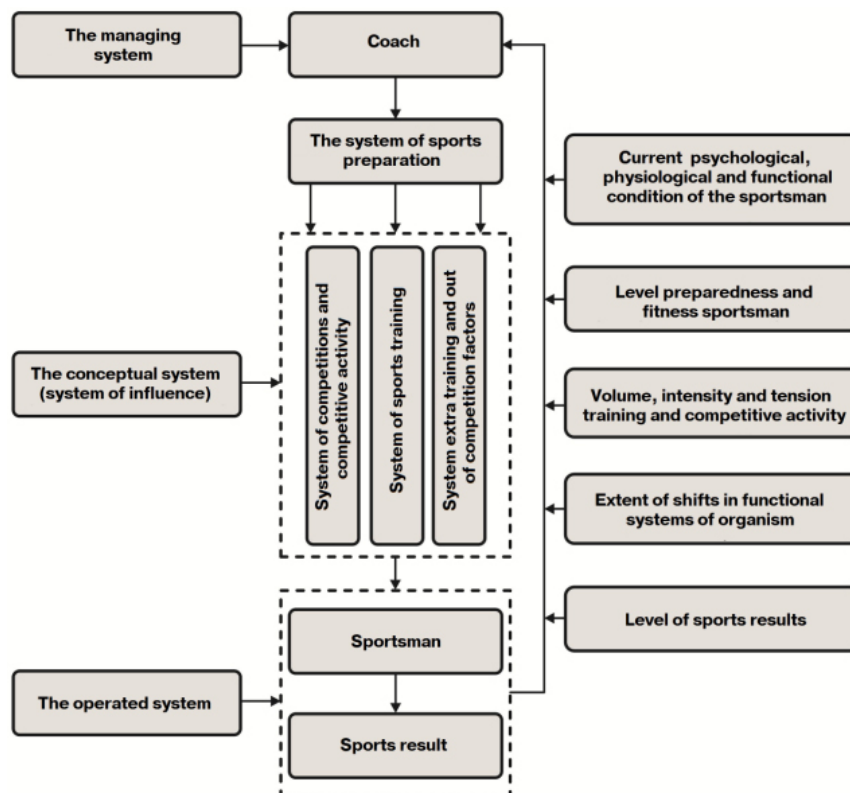 The managing
system
Coach
The system of sports
preparation
Current psychological,
physiological and functional
condition of the sportsman
Level preparedness and
fitness sportsman
The conceptual system
(system of influence)
System of competitions and
competitive activity
System of sports training
System extra training and out
of competition factors
Volume, intensity and tension
training and competitive activity
Extent of shifts in functional
systems of organism
Level of sports results
Sportsman
The operated system
Sports result